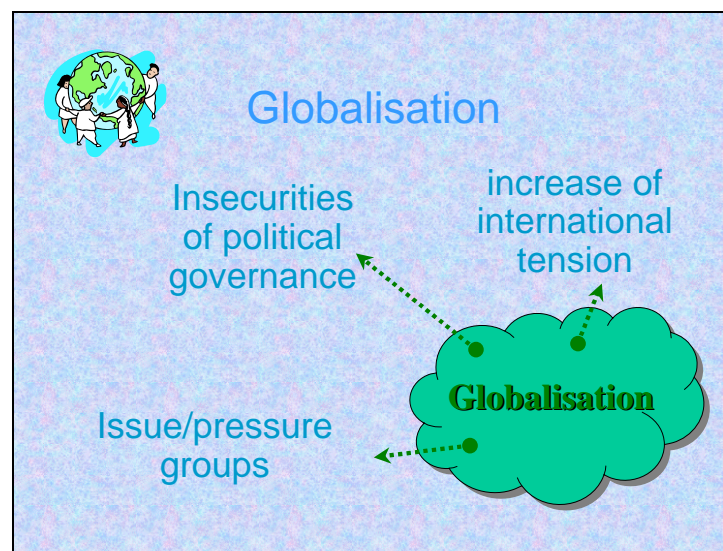 Globalisation
Insecurities
of political
governance
increase of
international
tension
Globalisation
Issue/pressure
groups